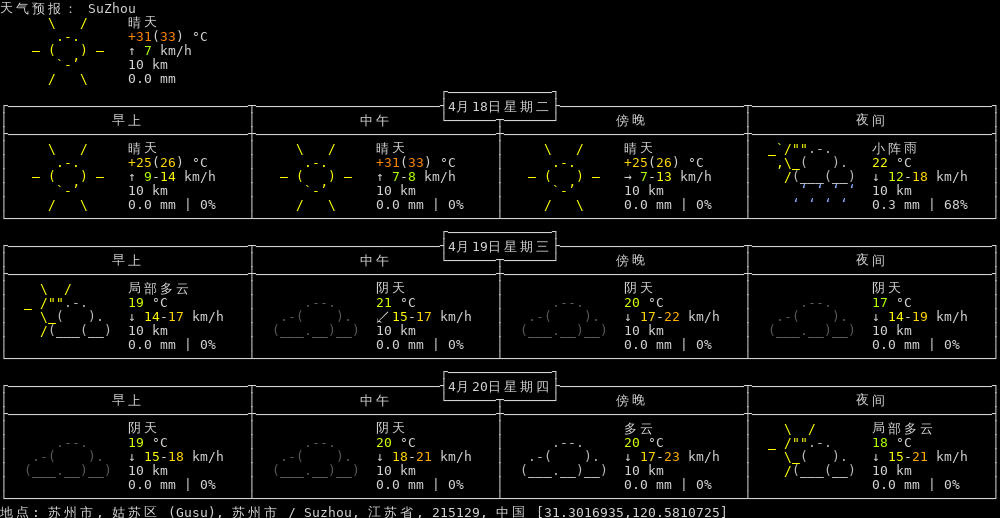 天气预报: SuZhou
晴天
+31(33) °C
↑ 7 km/h
10 km
0.0 mm
4月18日星期二
早上 中午 傍晚 夜间
晴天 晴天 晴天 小阵雨
+25(26) °C +31(33) °C +25(26) °C 22 °C
↑ 9-14 km/h ↑ 7-8 km/h → 7-13 km/h ↓ 12-18 km/h
10 km 10 km 10 km 10 km
0.0 mm | 0% 0.0 mm | 0% 0.0 mm | 0% 0.3 mm | 68%
4月19日星期三
早上 中午 傍晚 夜间
局部多云 阴天 阴天 阴天
19 °C 21 °C 20 °C 17 °C
↓ 14-17 km/h ↙ 15-17 km/h ↓ 17-22 km/h ↓ 14-19 km/h
10 km 10 km 10 km 10 km
0.0 mm | 0% 0.0 mm | 0% 0.0 mm | 0% 0.0 mm | 0%
4月20日星期四
早上 中午 傍晚 夜间
阴天 阴天 多云 局部多云
19 °C 20 °C 20 °C 18 °C
↓ 15-18 km/h ↓ 18-21 km/h ↓ 17-23 km/h ↓ 15-21 km/h
10 km 10 km 10 km 10 km
0.0 mm | 0% 0.0 mm | 0% 0.0 mm | 0% 0.0 mm | 0%
地点: 苏州市, 姑苏区 (Gusu), 苏州市 / Suzhou, 江苏省, 215129, 中国 [31.3016935,120.5810725]